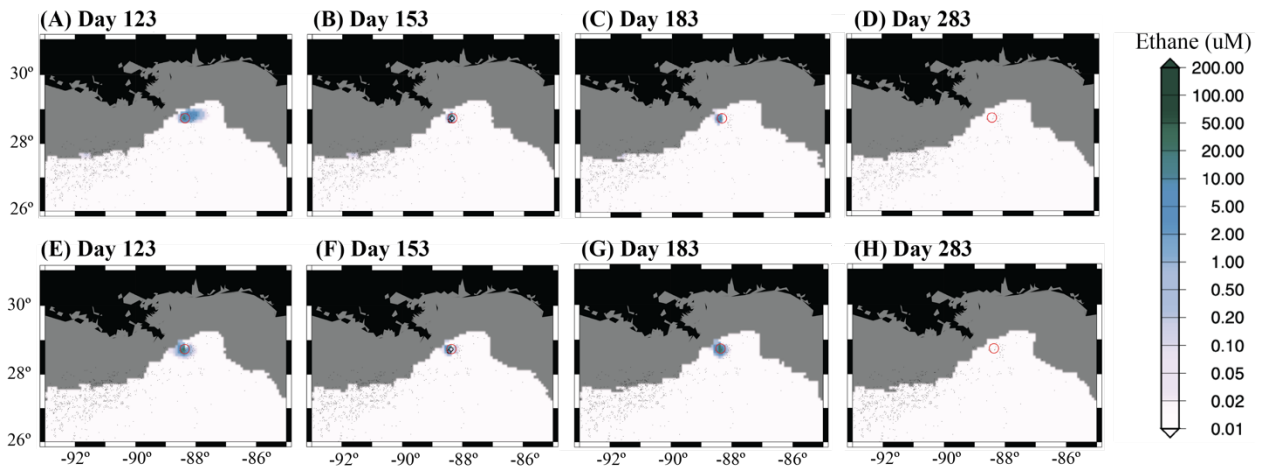 (A) Day 123
(B) Day 153
(C) Day 183
(D) Day 283
Ethane (uM)
30º
28º
26º
200.00
100.00
50.00
20.00
10.00
5.00
2.00
1.00
0.50
0.20
0.10
0.05
0.02
0.01
(E) Day 123
(F) Day 153
(G) Day 183
(H) Day 283
30º
28º
26º
-92º -90º -88º -86º
-92º -90º -88º -86º
-92º -90º -88º -86º
-92º -90º -88º -86º